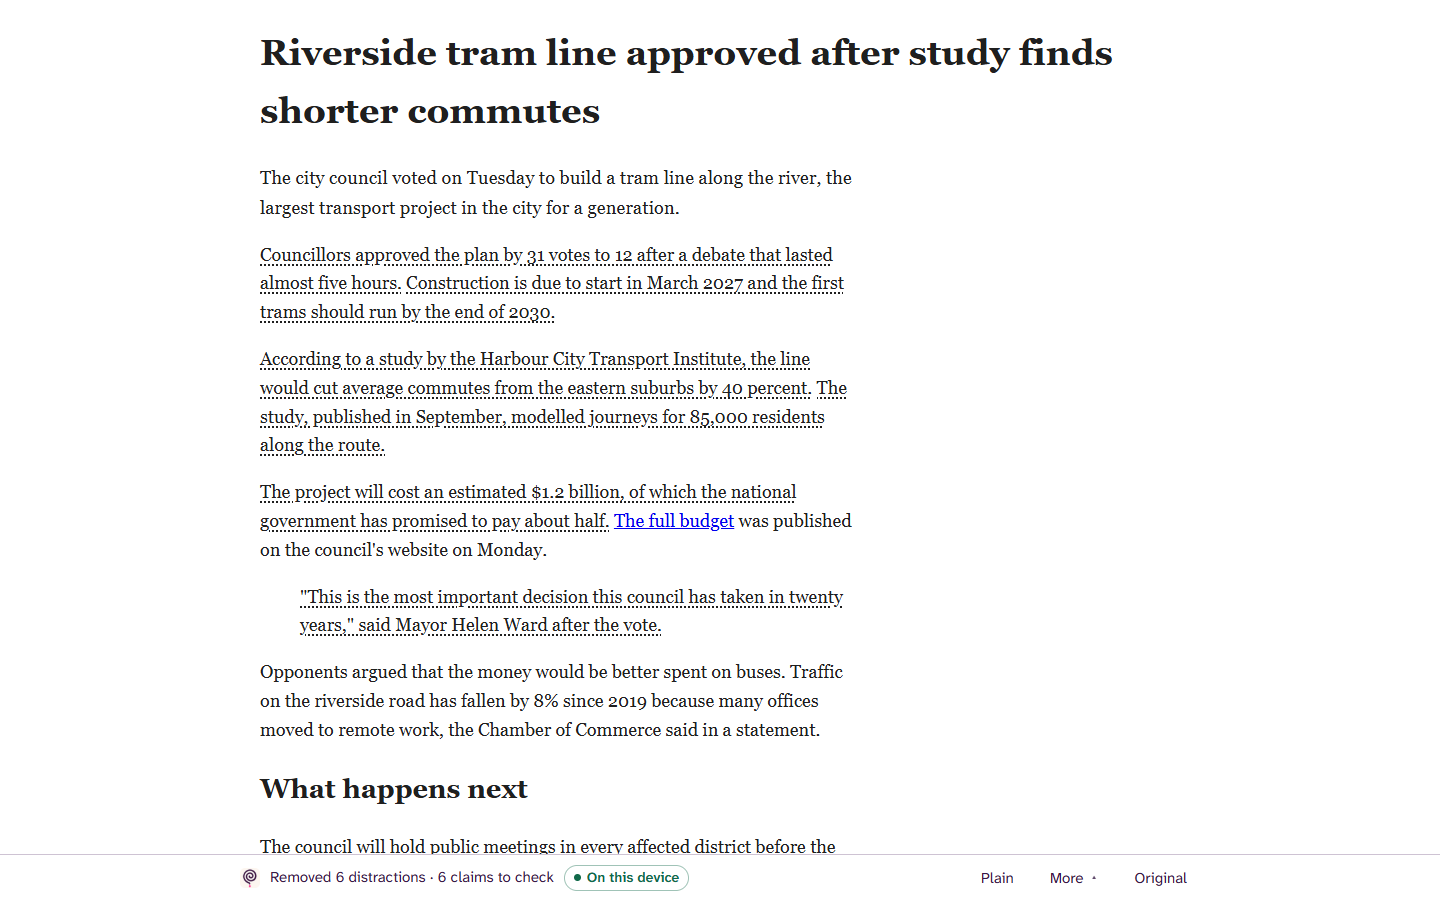 Riverside tram line approved after study finds
shorter commutes
The city council voted on Tuesday to build a tram line along the river, the
largest transport project in the city for a generation.
Councillors approved the plan by 31 votes to 12 after a debate that lasted
almost five hours. Construction is due to start in March 2027 and the first
trams should run by the end of 2030.
According to a study by the Harbour City Transport Institute, the line
would cut average commutes from the eastern suburbs by 40 percent. The
study, published in September, modelled journeys for 85,000 residents
along the route.
The project will cost an estimated $1.2 billion, of which the national
government has promised to pay about half. The full budget was published
on the council's website on Monday.
"This is the most important decision this council has taken in twenty
years," said Mayor Helen Ward after the vote.
Opponents argued that the money would be better spent on buses. Traffic
on the riverside road has fallen by 8% since 2019 because many offices
moved to remote work, the Chamber of Commerce said in a statement.
What happens next
The council will hold public meetings in every affected district before the
Removed 6 distractions · 6 claims to check
On this device
Plain
More
Original